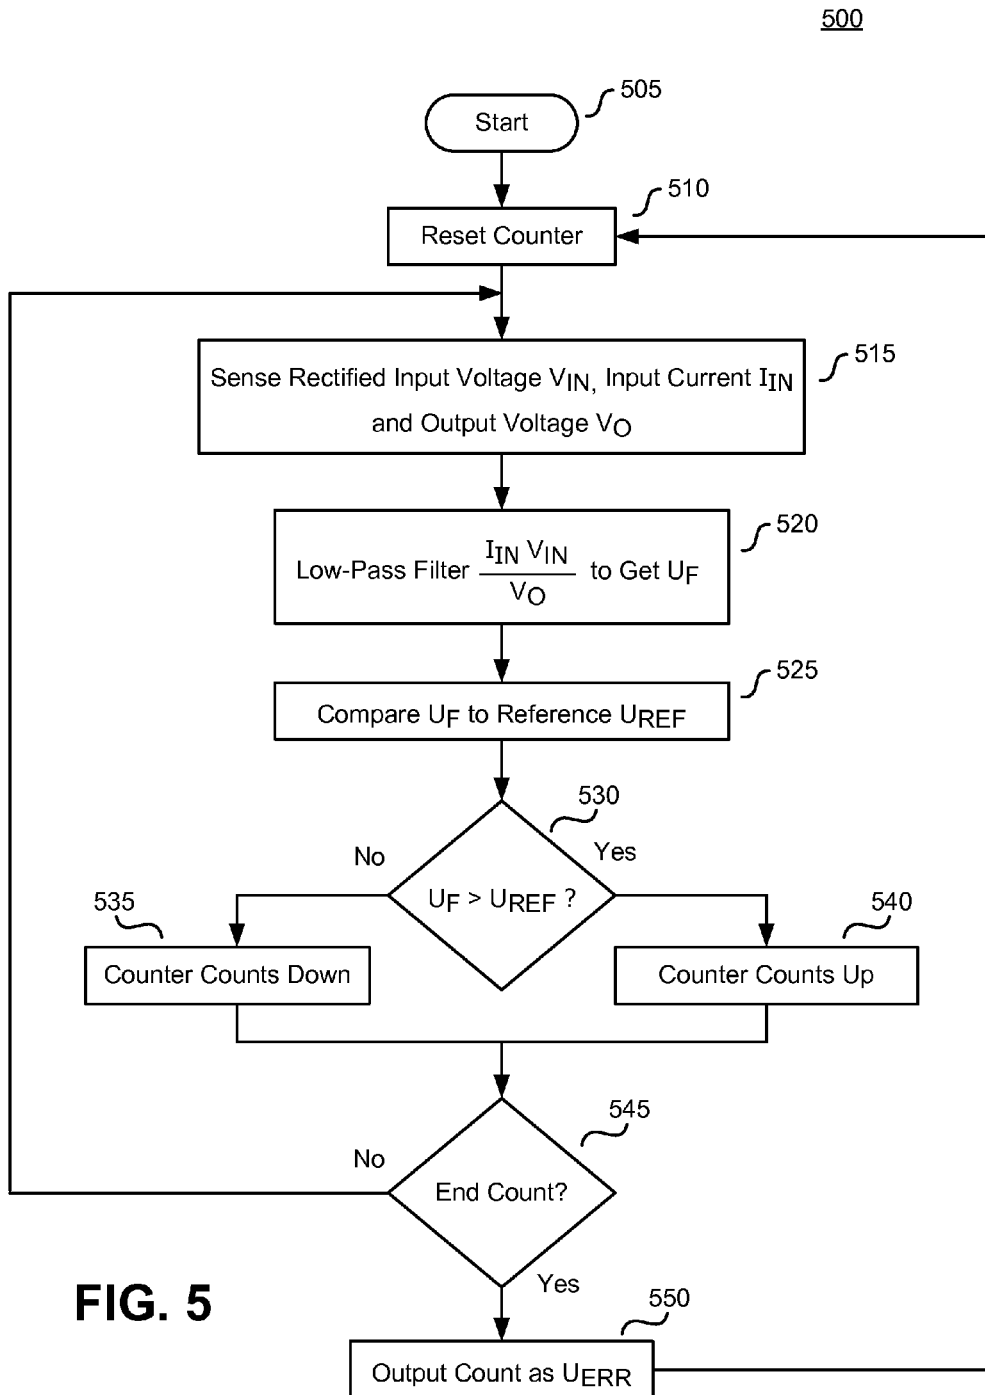 500
505
Start
510
Reset Counter
515
Sense Rectified Input Voltage VIN, Input Current IIN
and Output Voltage VO
520
Low-Pass Filter IIN VIN / VO to Get UF
525
Compare UF to Reference UREF
530
No
Yes
UF > UREF ?
535
540
Counter Counts Down
Counter Counts Up
545
No
End Count?
Yes
FIG. 5
550
Output Count as UERR